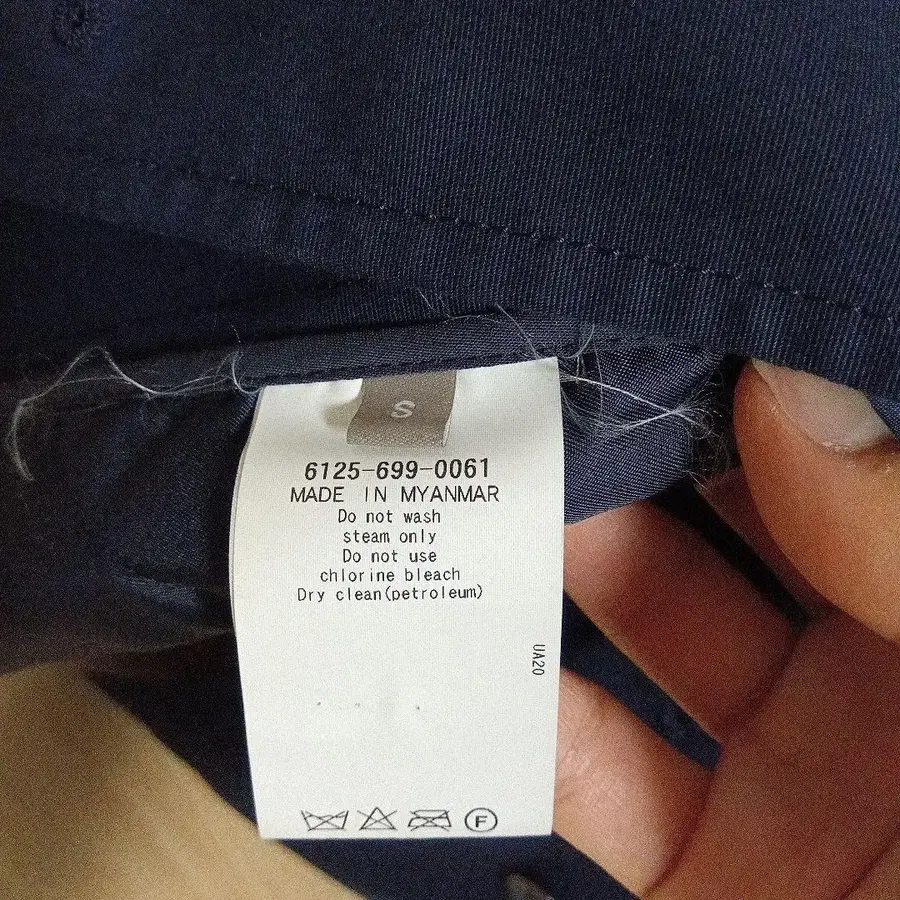 S
6125-699-0061
MADE IN MYANMAR
Do not wash
steam only
Do not use
chlorine bleach
Dry clean(petroleum)
UA20
F